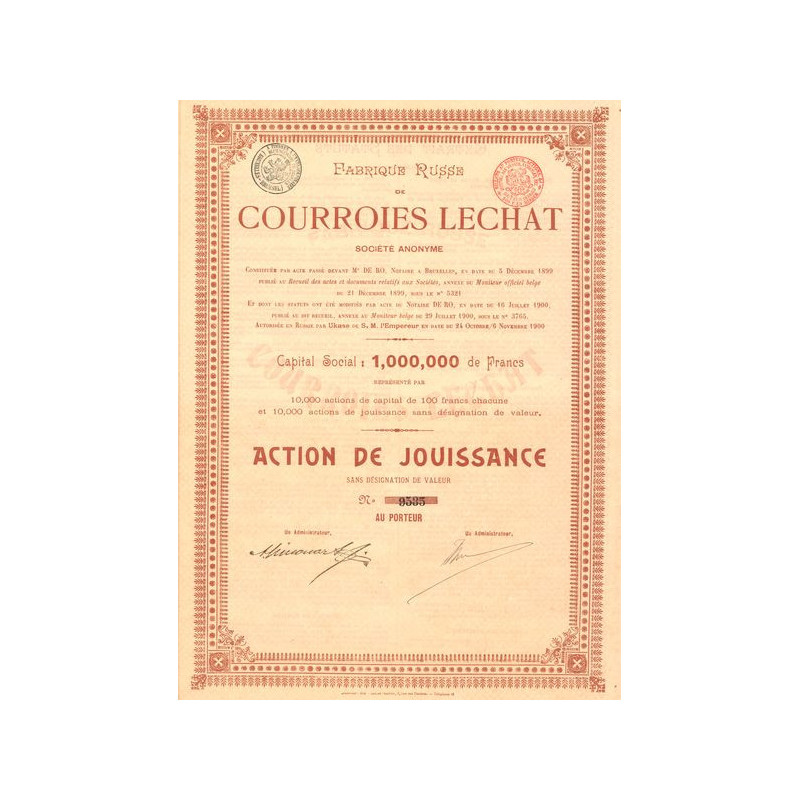 FABRIQUE RUSSE
DE
COURROIES LECHAT
SOCIÉTÉ ANONYME
CONSTITUÉE PAR ACTE PASSÉ DEVANT Me DE RO, NOTAIRE A BRUXELLES, EN DATE DU 5 DÉCEMBRE 1899
PUBLIÉ AU Recueil des actes et documents relatifs aux Sociétés, ANNEXE DU Moniteur officiel belge
DU 21 DÉCEMBRE 1899, SOUS LE No 5321
ET DONT LES STATUTS ONT ÉTÉ MODIFIÉS PAR ACTE DU NOTAIRE DE RO, EN DATE DU 16 JUILLET 1900,
PUBLIÉ AU DIT RECUEIL, ANNEXE AU Moniteur belge DU 29 JUILLET 1900, SOUS LE No 3765.
AUTORISÉE EN RUSSIE PAR Ukase DE S. M. l'Empereur EN DATE DU 24 OCTOBRE/6 NOVEMBRE 1900
Capital Social : 1,000,000 de Francs
REPRÉSENTÉ PAR
10,000 actions de capital de 100 francs chacune
et 10,000 actions de jouissance sans désignation de valeur.
ACTION DE JOUISSANCE
SANS DÉSIGNATION DE VALEUR
No 9535
AU PORTEUR
Un Administrateur,
Un Administrateur,